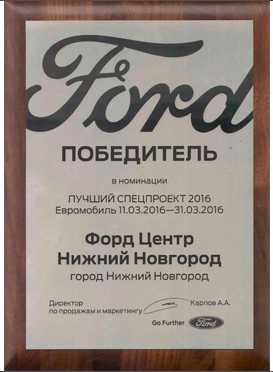 Ford
ПОБЕДИТЕЛЬ
в номинации
ЛУЧШИЙ СПЕЦПРОЕКТ 2016
Евромобиль 11.03.2016—31.03.2016
Форд Центр
Нижний Новгород
город Нижний Новгород
Директор Карпов А.А.
по продажам и маркетингу
Go Further Ford